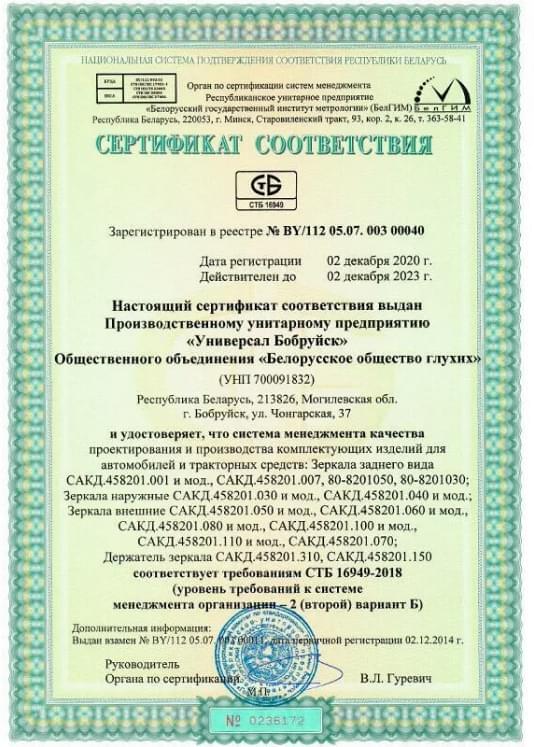 НАЦИОНАЛЬНАЯ СИСТЕМА ПОДТВЕРЖДЕНИЯ СООТВЕТСТВИЯ РЕСПУБЛИКИ БЕЛАРУСЬ
Орган по сертификации систем менеджмента
Республиканское унитарное предприятие
«Белорусский государственный институт метрологии» (БелГИМ)
БелГИМ
Республика Беларусь, 220053, г. Минск, Старовиленский тракт, 93, кор. 2, к. 26, т. 363-58-41
СЕРТИФИКАТ СООТВЕТСТВИЯ
СТБ
СТБ 16949
Зарегистрирован в реестре № BY/112 05.07. 003 00040
Дата регистрации 02 декабря 2020 г.
Действителен до 02 декабря 2023 г.
Настоящий сертификат соответствия выдан
Производственному унитарному предприятию
«Универсал Бобруйск»
Общественного объединения «Белорусское общество глухих»
(УНП 700091832)
Республика Беларусь, 213826, Могилевская обл.
г. Бобруйск, ул. Чонгарская, 37
и удостоверяет, что система менеджмента качества
проектирования и производства комплектующих изделий для
автомобилей и тракторных средств: Зеркала заднего вида
САКД.458201.001 и мод., САКД.458201.007, 80-8201050, 80-8201030;
Зеркала наружные САКД.458201.030 и мод., САКД.458201.040 и мод.;
Зеркала внешние САКД.458201.050 и мод., САКД.458201.060 и мод.,
САКД.458201.080 и мод., САКД.458201.100 и мод.,
САКД.458201.110 и мод., САКД.458201.070;
Держатель зеркала САКД.458201.310, САКД.458201.150
соответствует требованиям СТБ 16949-2018
(уровень требований к системе
менеджмента организации – 2 (второй) вариант Б)
Дополнительная информация:
Выдан взамен № BY/112 05.07. 003 00011, дата первичной регистрации 02.12.2014 г.
Руководитель
Органа по сертификации В.Л. Гуревич
М.П.
№ 0236172